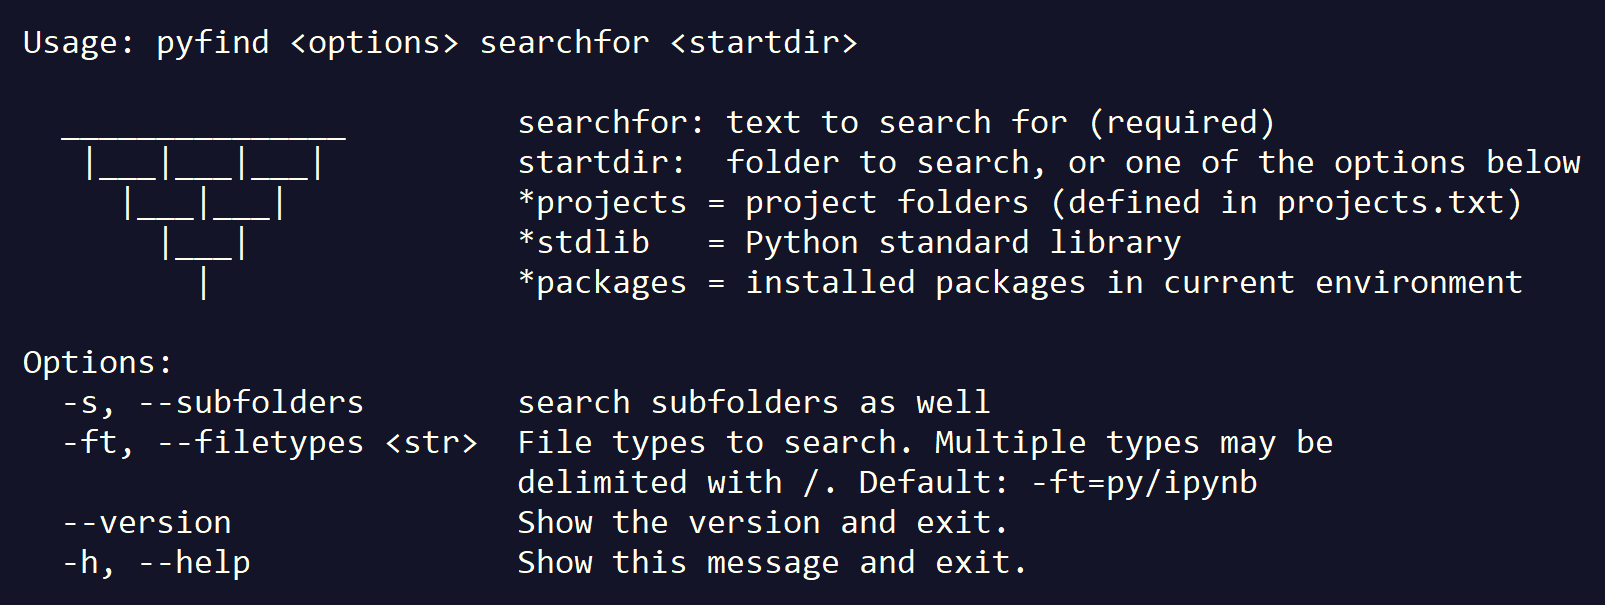 Usage: pyfind <options> searchfor <startdir>
searchfor: text to search for (required)
startdir:  folder to search, or one of the options below
*projects = project folders (defined in projects.txt)
*stdlib   = Python standard library
*packages = installed packages in current environment
Options:
-s, --subfolders        search subfolders as well
-ft, --filetypes <str>  File types to search. Multiple types may be
delimited with /. Default: -ft=py/ipynb
--version               Show the version and exit.
-h, --help              Show this message and exit.